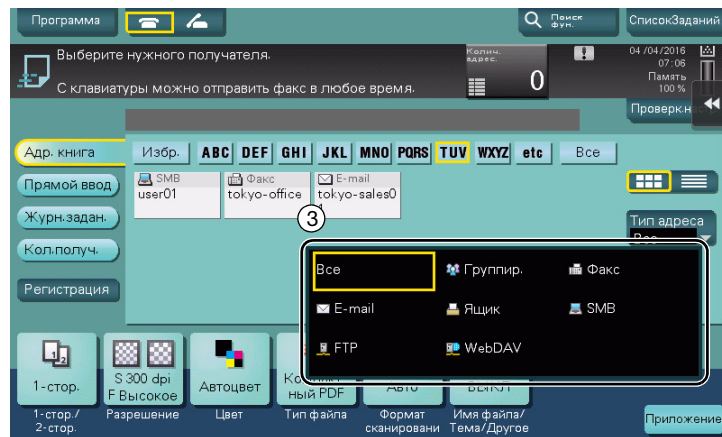 Программа
Поиск
фун.
СписокЗаданий
Выберите нужного получателя.
С клавиатуры можно отправить факс в любое время.
Колич.
адрес.
0
04/04/2016
07:06
Память
100 %
Адр. книга
Избр.
ABC
DEF
GHI
JKL
MNO
PQRS
TUV
WXYZ
etc
Все
Прямой ввод
Журн.задан.
Кол.получ.
Регистрация
SMB
user01
Факс
tokyo-office
E-mail
tokyo-sales0
3
Тип адреса
Все
Группир.
Факс
E-mail
Ящик
SMB
FTP
WebDAV
1-стор.
S 300 dpi
F Высокое
Автоцвет
ный PDF
1-стор./
2-стор.
Разрешение
Цвет
Тип файла
Формат
сканировани
Имя файла/
Тема/Другое
Приложение